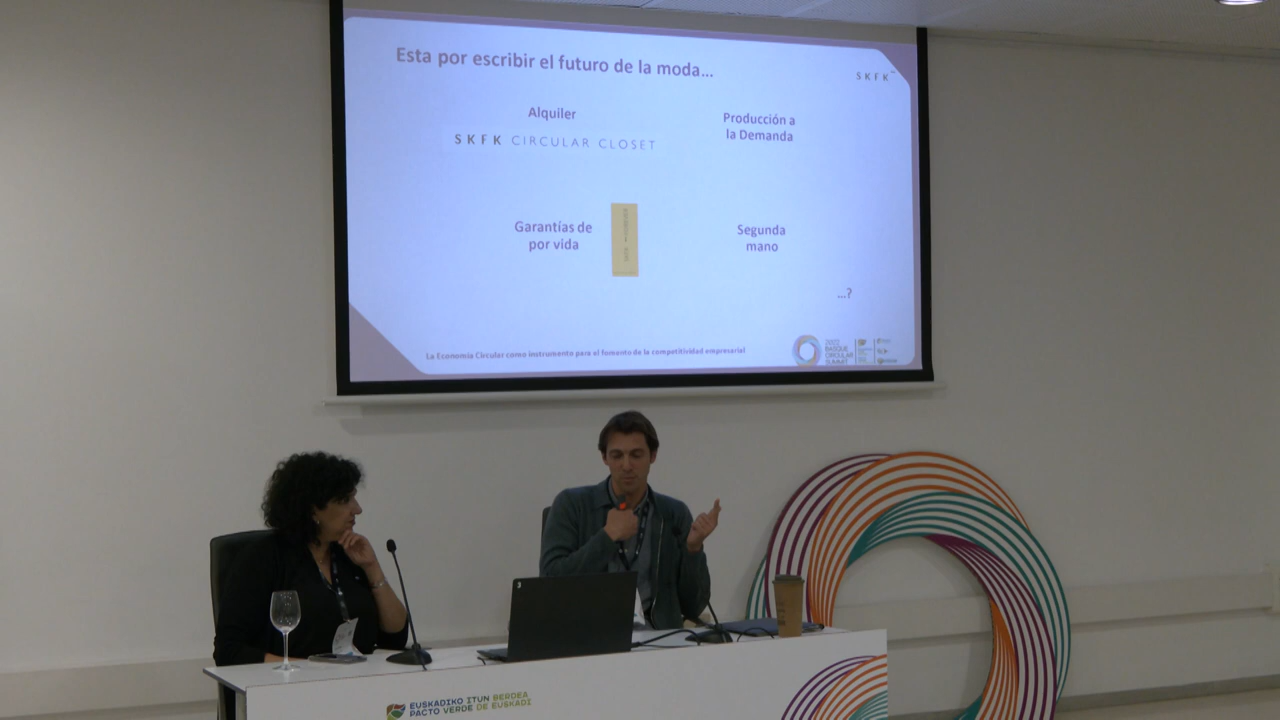 Esta por escribir el futuro de la moda...
SKFK
Alquiler
SKFK CIRCULAR CLOSET
Producción a
la Demanda
Garantías de
por vida
Segunda
mano
...?
La Economía Circular como instrumento para el fomento de la competitividad empresarial
2022
BASQUE
CIRCULAR
SUMMIT
3
EUSKADIKO ITUN BERDEA
PACTO VERDE DE EUSKADI